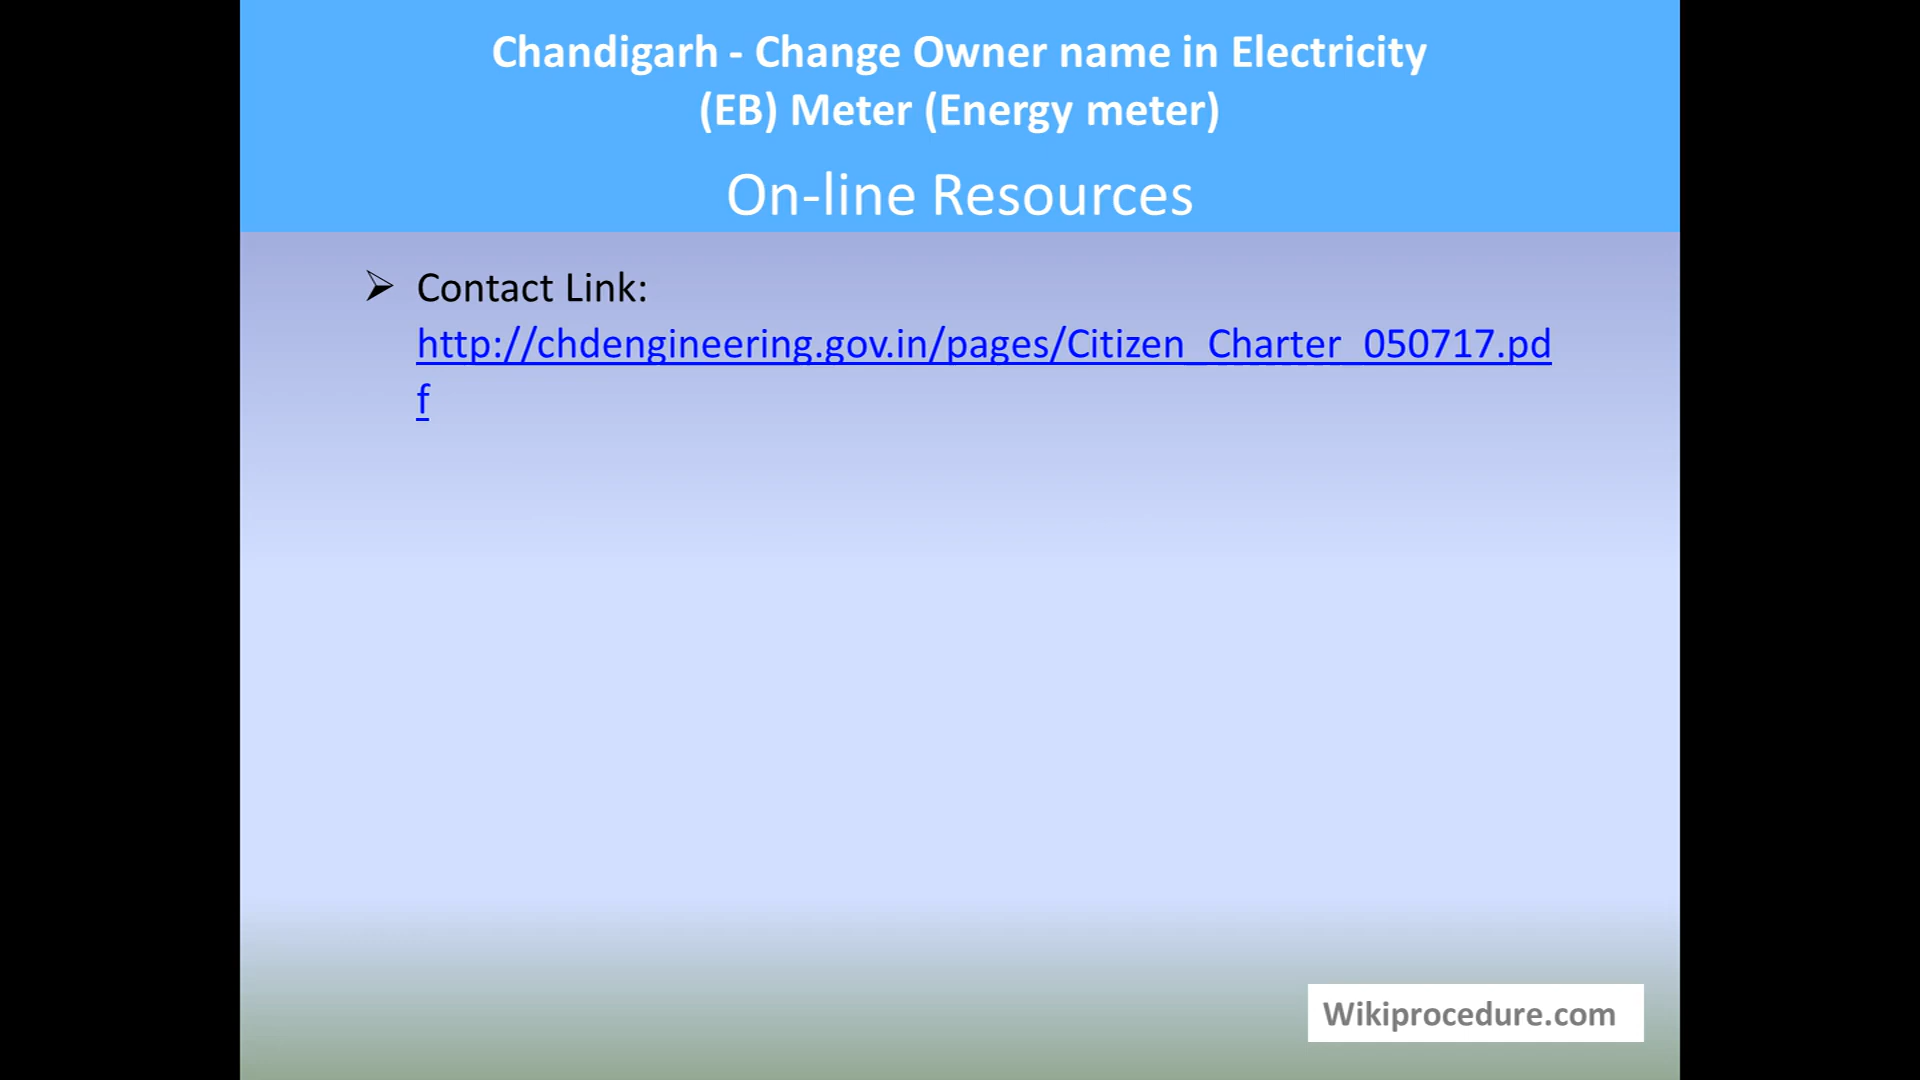 Chandigarh - Change Owner name in Electricity
(EB) Meter (Energy meter)
On-line Resources
➢ Contact Link:
http://chdengineering.gov.in/pages/Citizen_Charter_050717.pd
f
Wikiprocedure.com